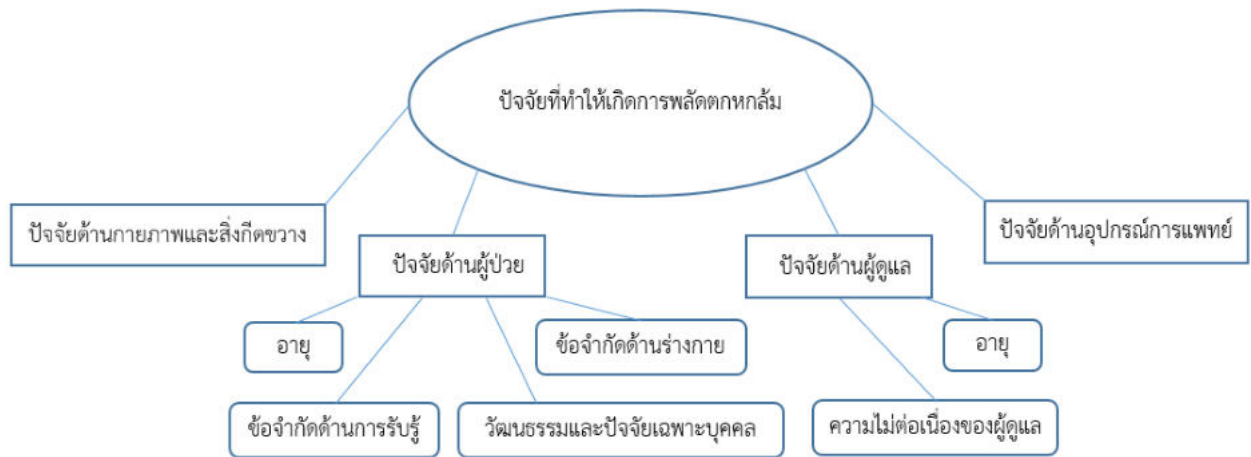 ปัจจัยที่ทำให้เกิดการพลัดตกหกล้ม
ปัจจัยด้านกายภาพและสิ่งกีดขวาง
ปัจจัยด้านผู้ป่วย
ปัจจัยด้านผู้ดูแล
ปัจจัยด้านอุปกรณ์การแพทย์
อายุ
ข้อจำกัดด้านร่างกาย
อายุ
ข้อจำกัดด้านการรับรู้
วัฒนธรรมและปัจจัยเฉพาะบุคคล
ความไม่ต่อเนื่องของผู้ดูแล